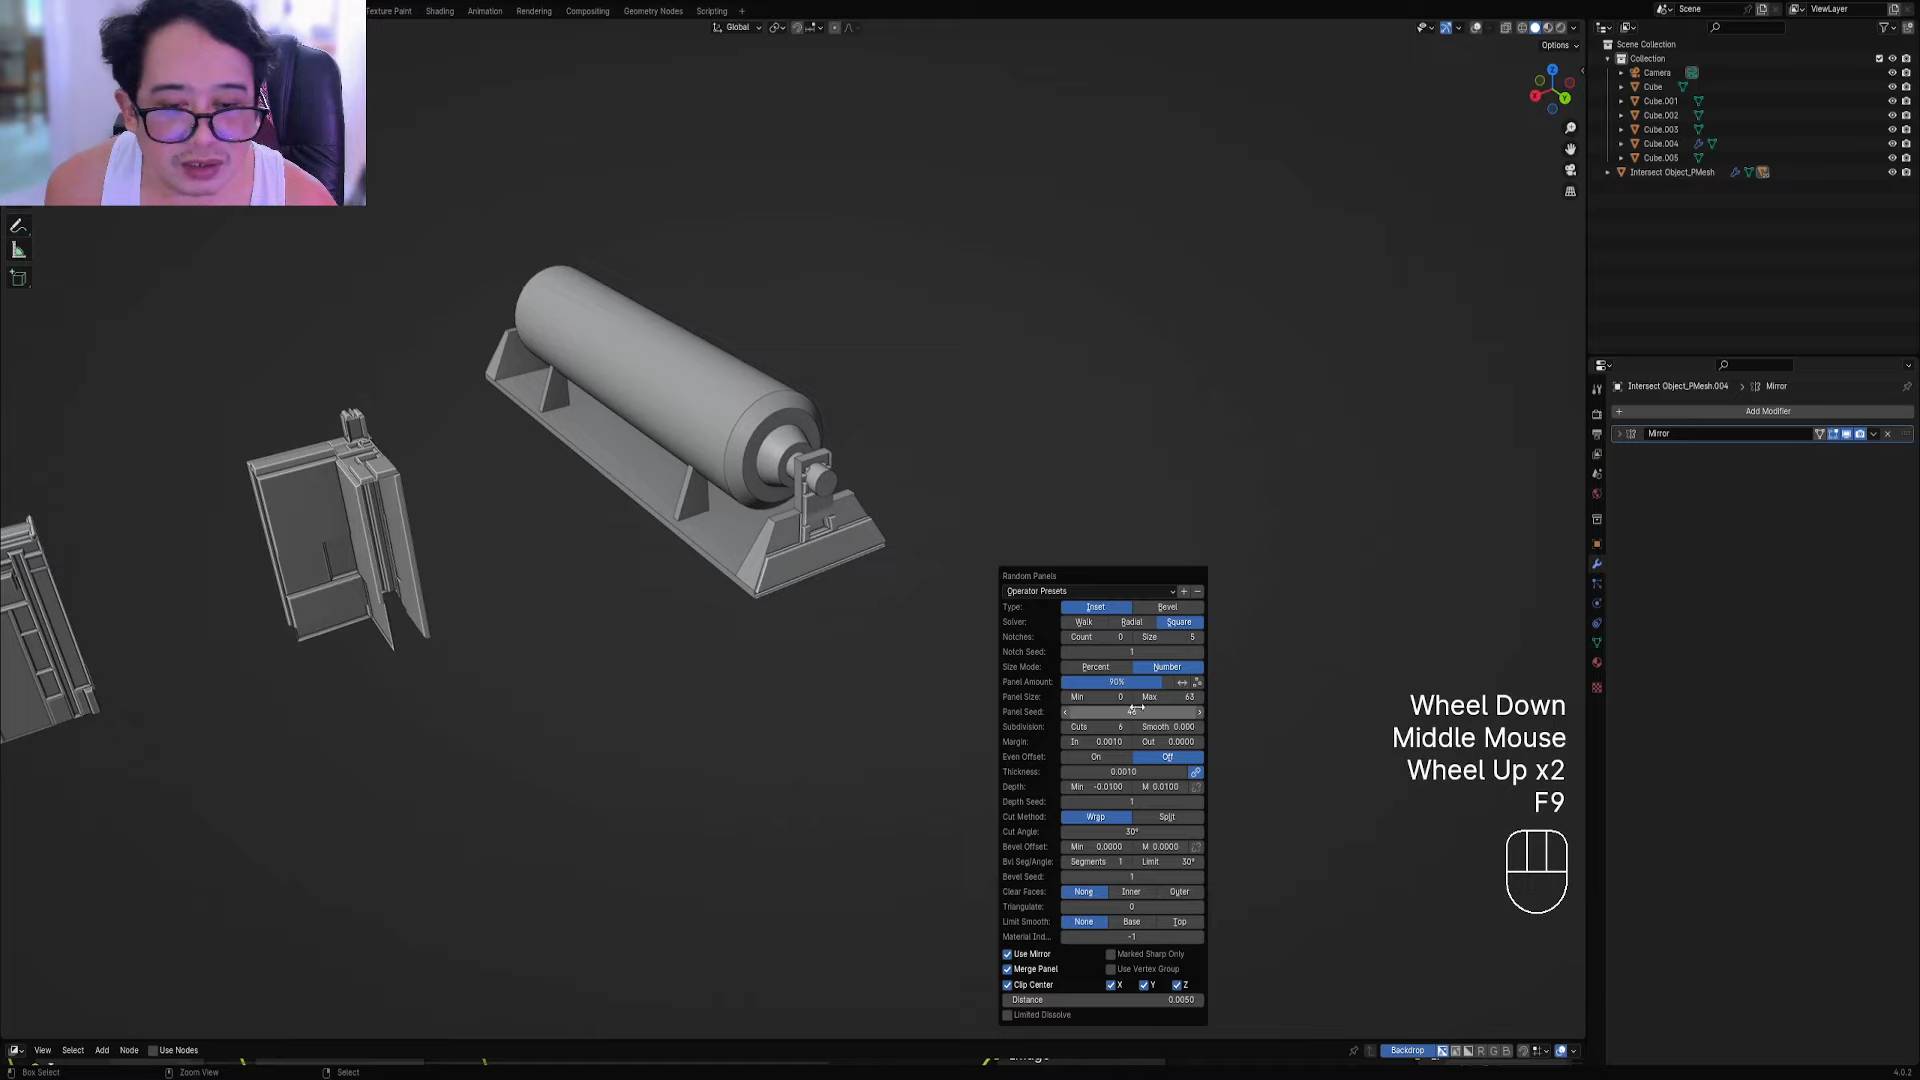 Texture Paint Shading Animation Rendering Compositing Geometry Nodes Scripting +
Scene ViewLayer
Global
Options
X Y Z
Scene Collection
Collection
Camera
Cube
Cube.001
Cube.002
Cube.003
Cube.004
Cube.005
Intersect Object_PMesh
Intersect Object_PMesh.004 > Mirror
+ Add Modifier
Mirror
Random Panels
Operator Presets + −
Type: Inset Bevel
Solver: Walk Radial Square
Notches: Count 0 Size 5
Notch Seed: 1
Size Mode: Percent Number
Panel Amount: 90%
Panel Size: Min 0 Max 63
Panel Seed:
Subdivision: Cuts 6 Smooth 0.000
Margin: In 0.0010 Out 0.0000
Even Offset: On Off
Thickness: 0.0010
Depth: Min -0.0100 M 0.0100
Depth Seed: 1
Cut Method: Wrap Split
Cut Angle: 30°
Bevel Offset: Min 0.0000 M 0.0000
Bvl Seg/Angle: Segments 1 Limit 30°
Bevel Seed: 1
Clear Faces: None Inner Outer
Triangulate: 0
Limit Smooth: None Base Top
Material Ind... -1
Use Mirror Marked Sharp Only
Merge Panel Use Vertex Group
Clip Center X Y Z
Distance 0.0050
Limited Dissolve
Wheel Down
Middle Mouse
Wheel Up x2
F9
View Select Add Node Use Nodes
Backdrop R G B
Box Select Zoom View Select 4.0.2